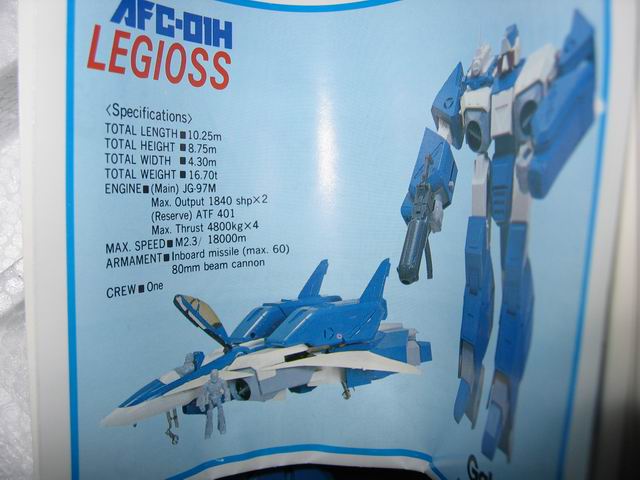 AFC-01H
LEGIOSS
〈Specifications〉
TOTAL LENGTH■10.25m
TOTAL HEIGHT■8.75m
TOTAL WIDTH■4.30m
TOTAL WEIGHT■16.70t
ENGINE■(Main) JG-97M
Max. Output 1840 shp×2
(Reserve) ATF 401
Max. Thrust 4800kg×4
MAX. SPEED■M2.3/ 18000m
ARMAMENT■Inboard missile (max. 60)
80mm beam cannon
CREW■One